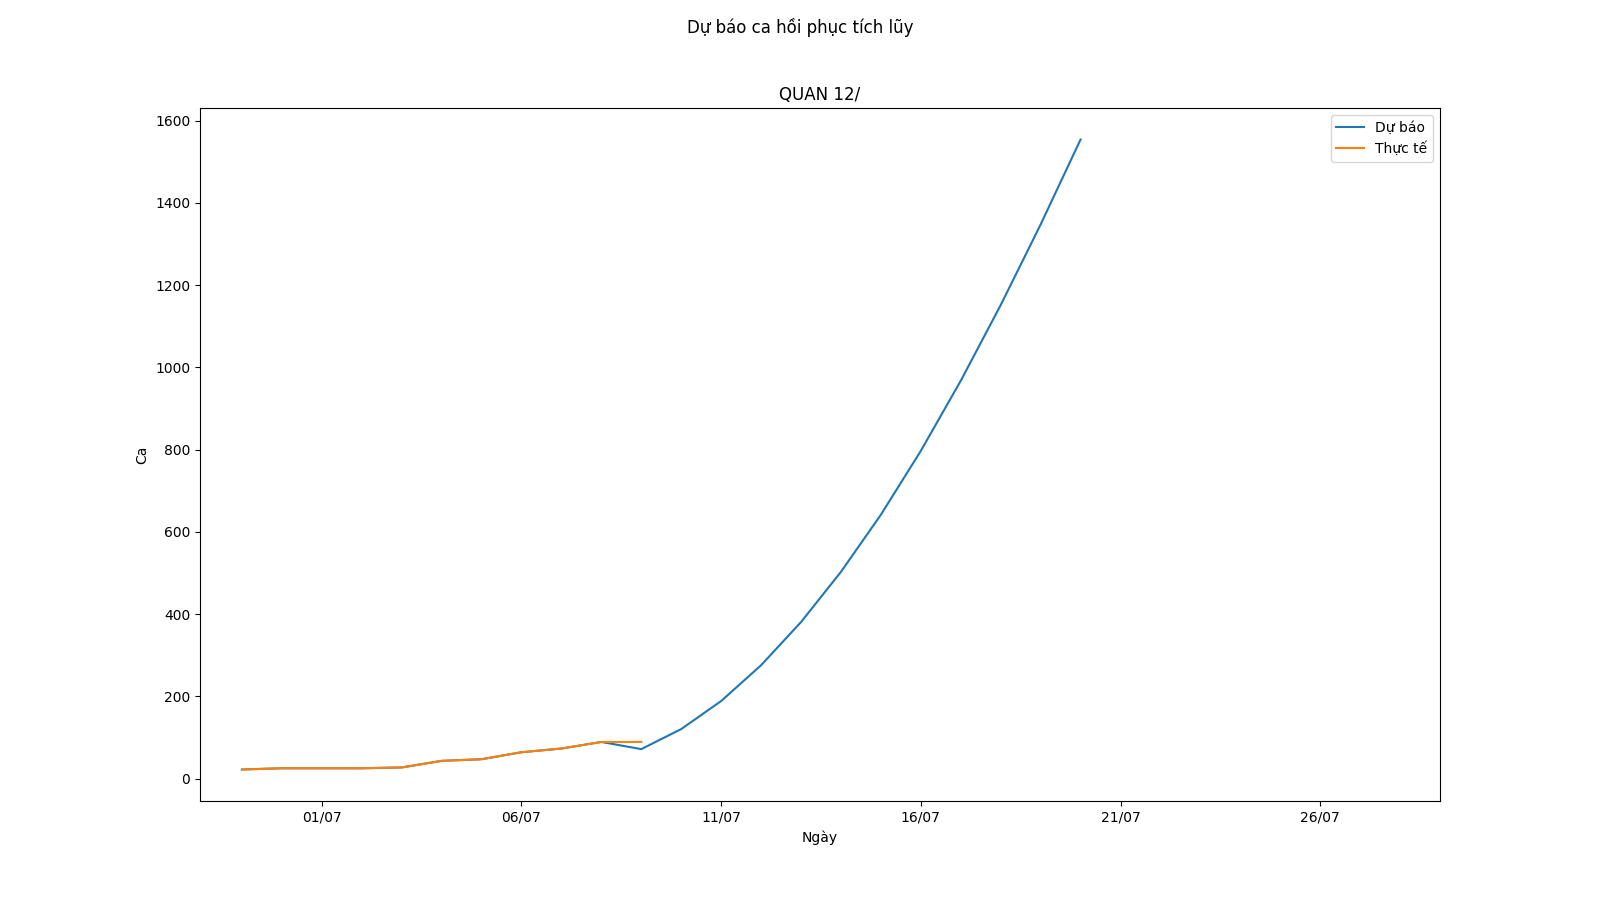 Dự báo ca hồi phục tích lũy
QUAN 12/
1600
1400
1200
1000
800
600
400
200
0
Ca
01/07
06/07
11/07
16/07
21/07
26/07
Ngày
Dự báo
Thực tế